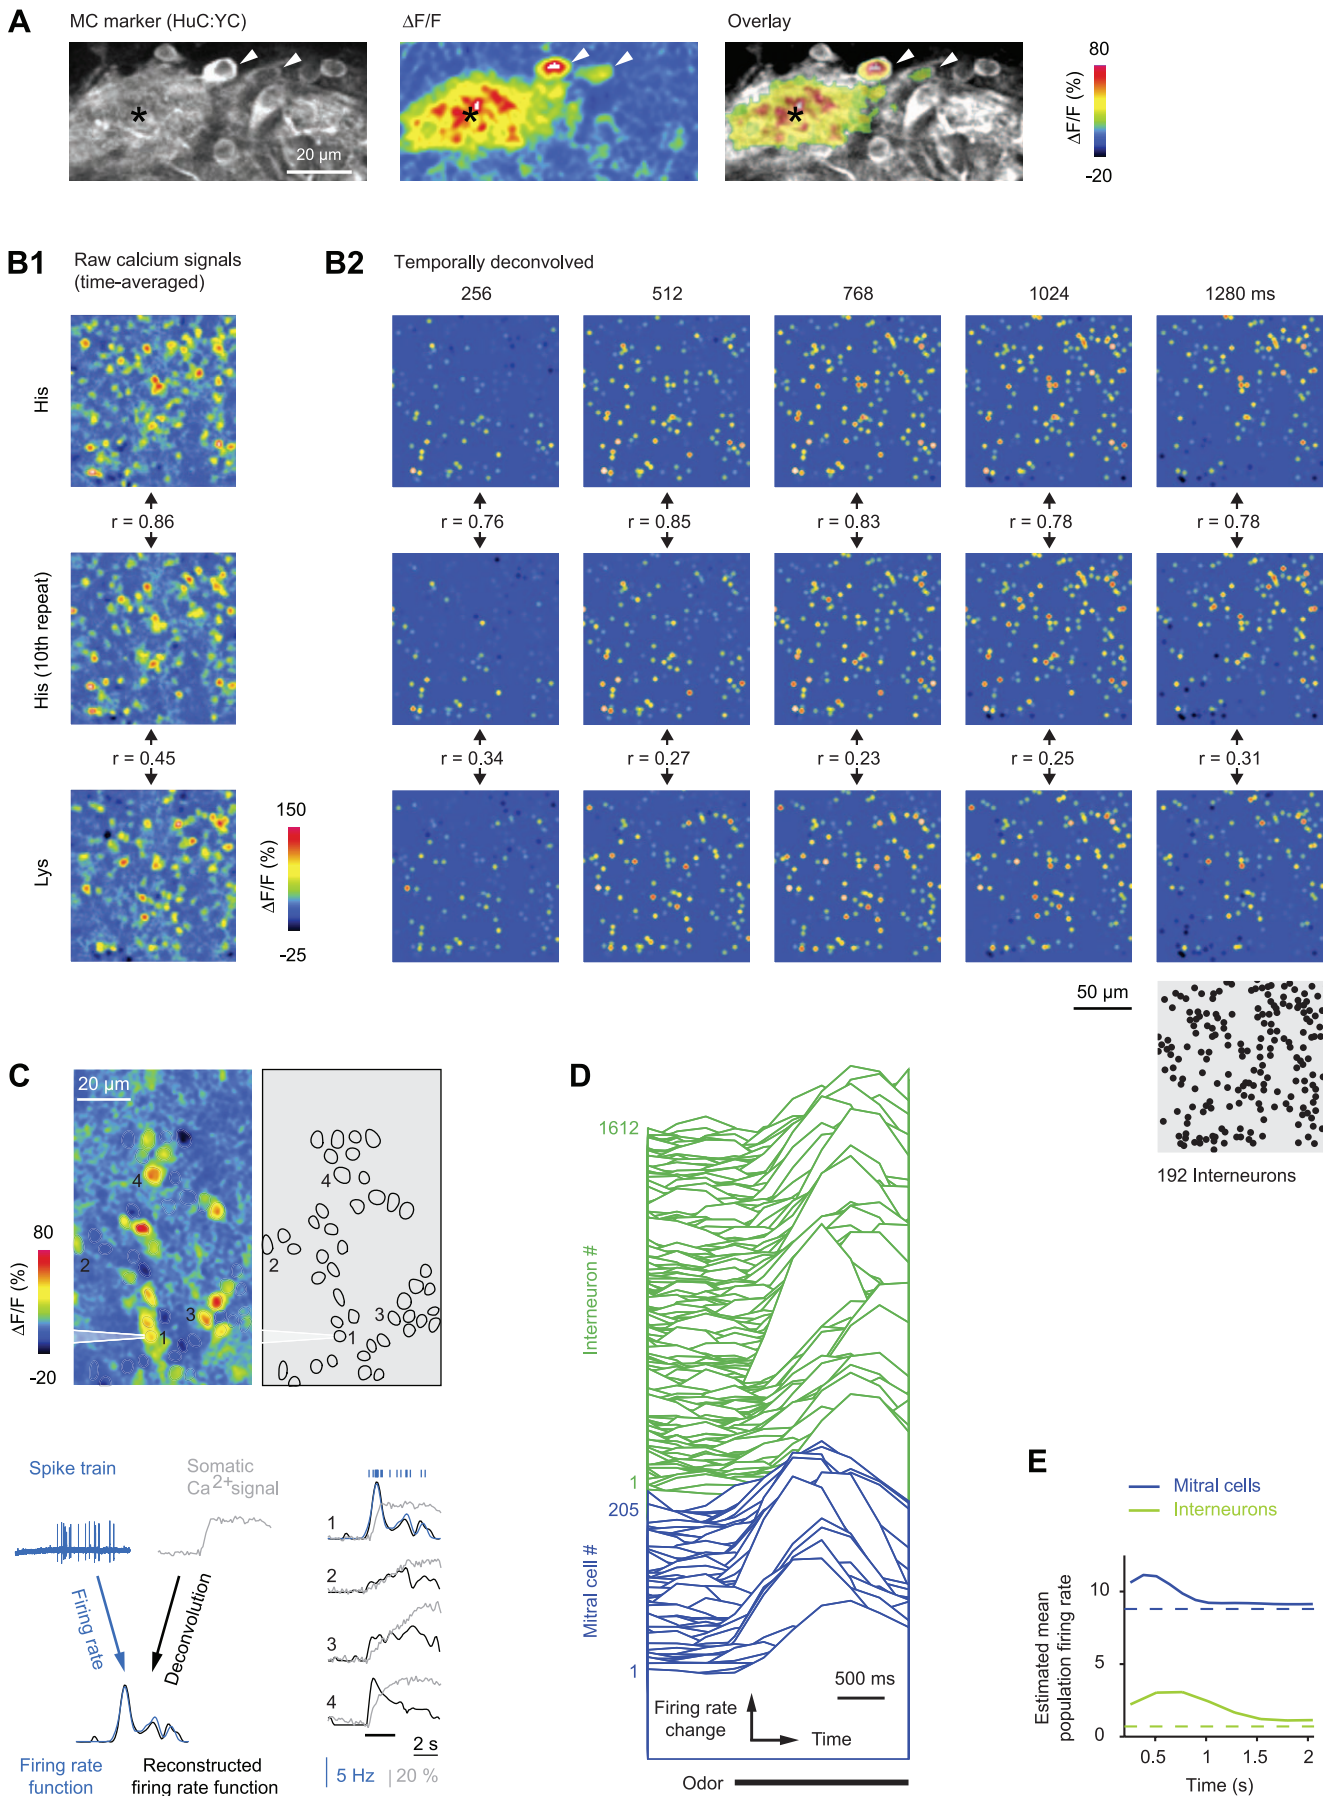 A
MC marker (HuC:YC)
ΔF/F
Overlay
*
*
*
20 µm
80
ΔF/F (%)
-20
B1
Raw calcium signals
(time-averaged)
B2
Temporally deconvolved
256
512
768
1024
1280 ms
His
r = 0.86
r = 0.76
r = 0.85
r = 0.83
r = 0.78
r = 0.78
His (10th repeat)
r = 0.45
r = 0.34
r = 0.27
r = 0.23
r = 0.25
r = 0.31
Lys
150
ΔF/F (%)
-25
50 µm
192 Interneurons
C
20 µm
4
2
3
1
4
2
3
1
80
ΔF/F (%)
-20
Spike train
Somatic
Ca2+signal
Firing rate
Deconvolution
Firing rate
function
Reconstructed
firing rate function
1
2
3
4
2 s
5 Hz
20 %
D
1612
Interneuron #
1
205
Mitral cell #
1
500 ms
Firing rate
change
Time
Odor
E
Mitral cells
Interneurons
Estimated mean
population firing rate
10
5
0
0.5
1
1.5
2
Time (s)